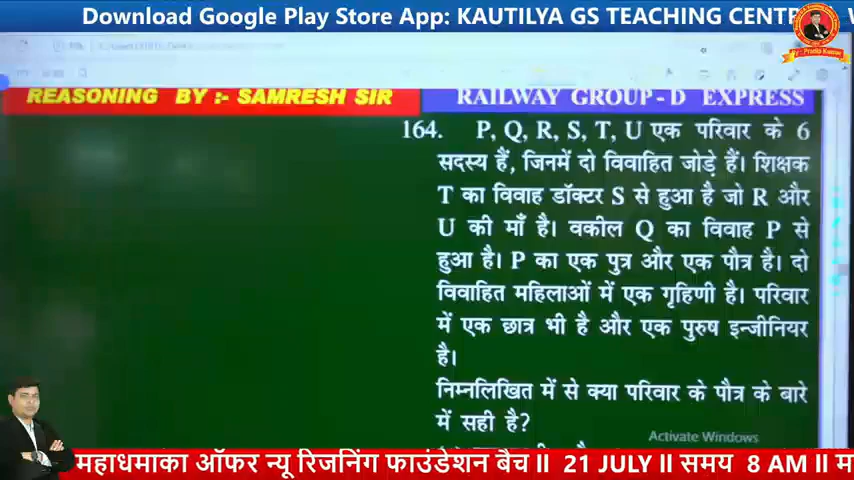 Download Google Play Store App: KAUTILYA GS TEACHING CENTR
REASONING BY :- SAMRESH SIR
RAILWAY GROUP - D EXPRESS
164. P, Q, R, S, T, U एक परिवार के 6
सदस्य हैं, जिनमें दो विवाहित जोड़े हैं। शिक्षक
T का विवाह डॉक्टर S से हुआ है जो R और
U की माँ है। वकील Q का विवाह P से
हुआ है। P का एक पुत्र और एक पौत्र है। दो
विवाहित महिलाओं में एक गृहिणी है। परिवार
में एक छात्र भी है और एक पुरुष इन्जीनियर
है।
निम्नलिखित में से क्या परिवार के पौत्र के बारे
में सही है?
Activate Windows
महाधमाका ऑफर न्यू रिजनिंग फाउंडेशन बैच II 21 JULY II समय 8 AM II म